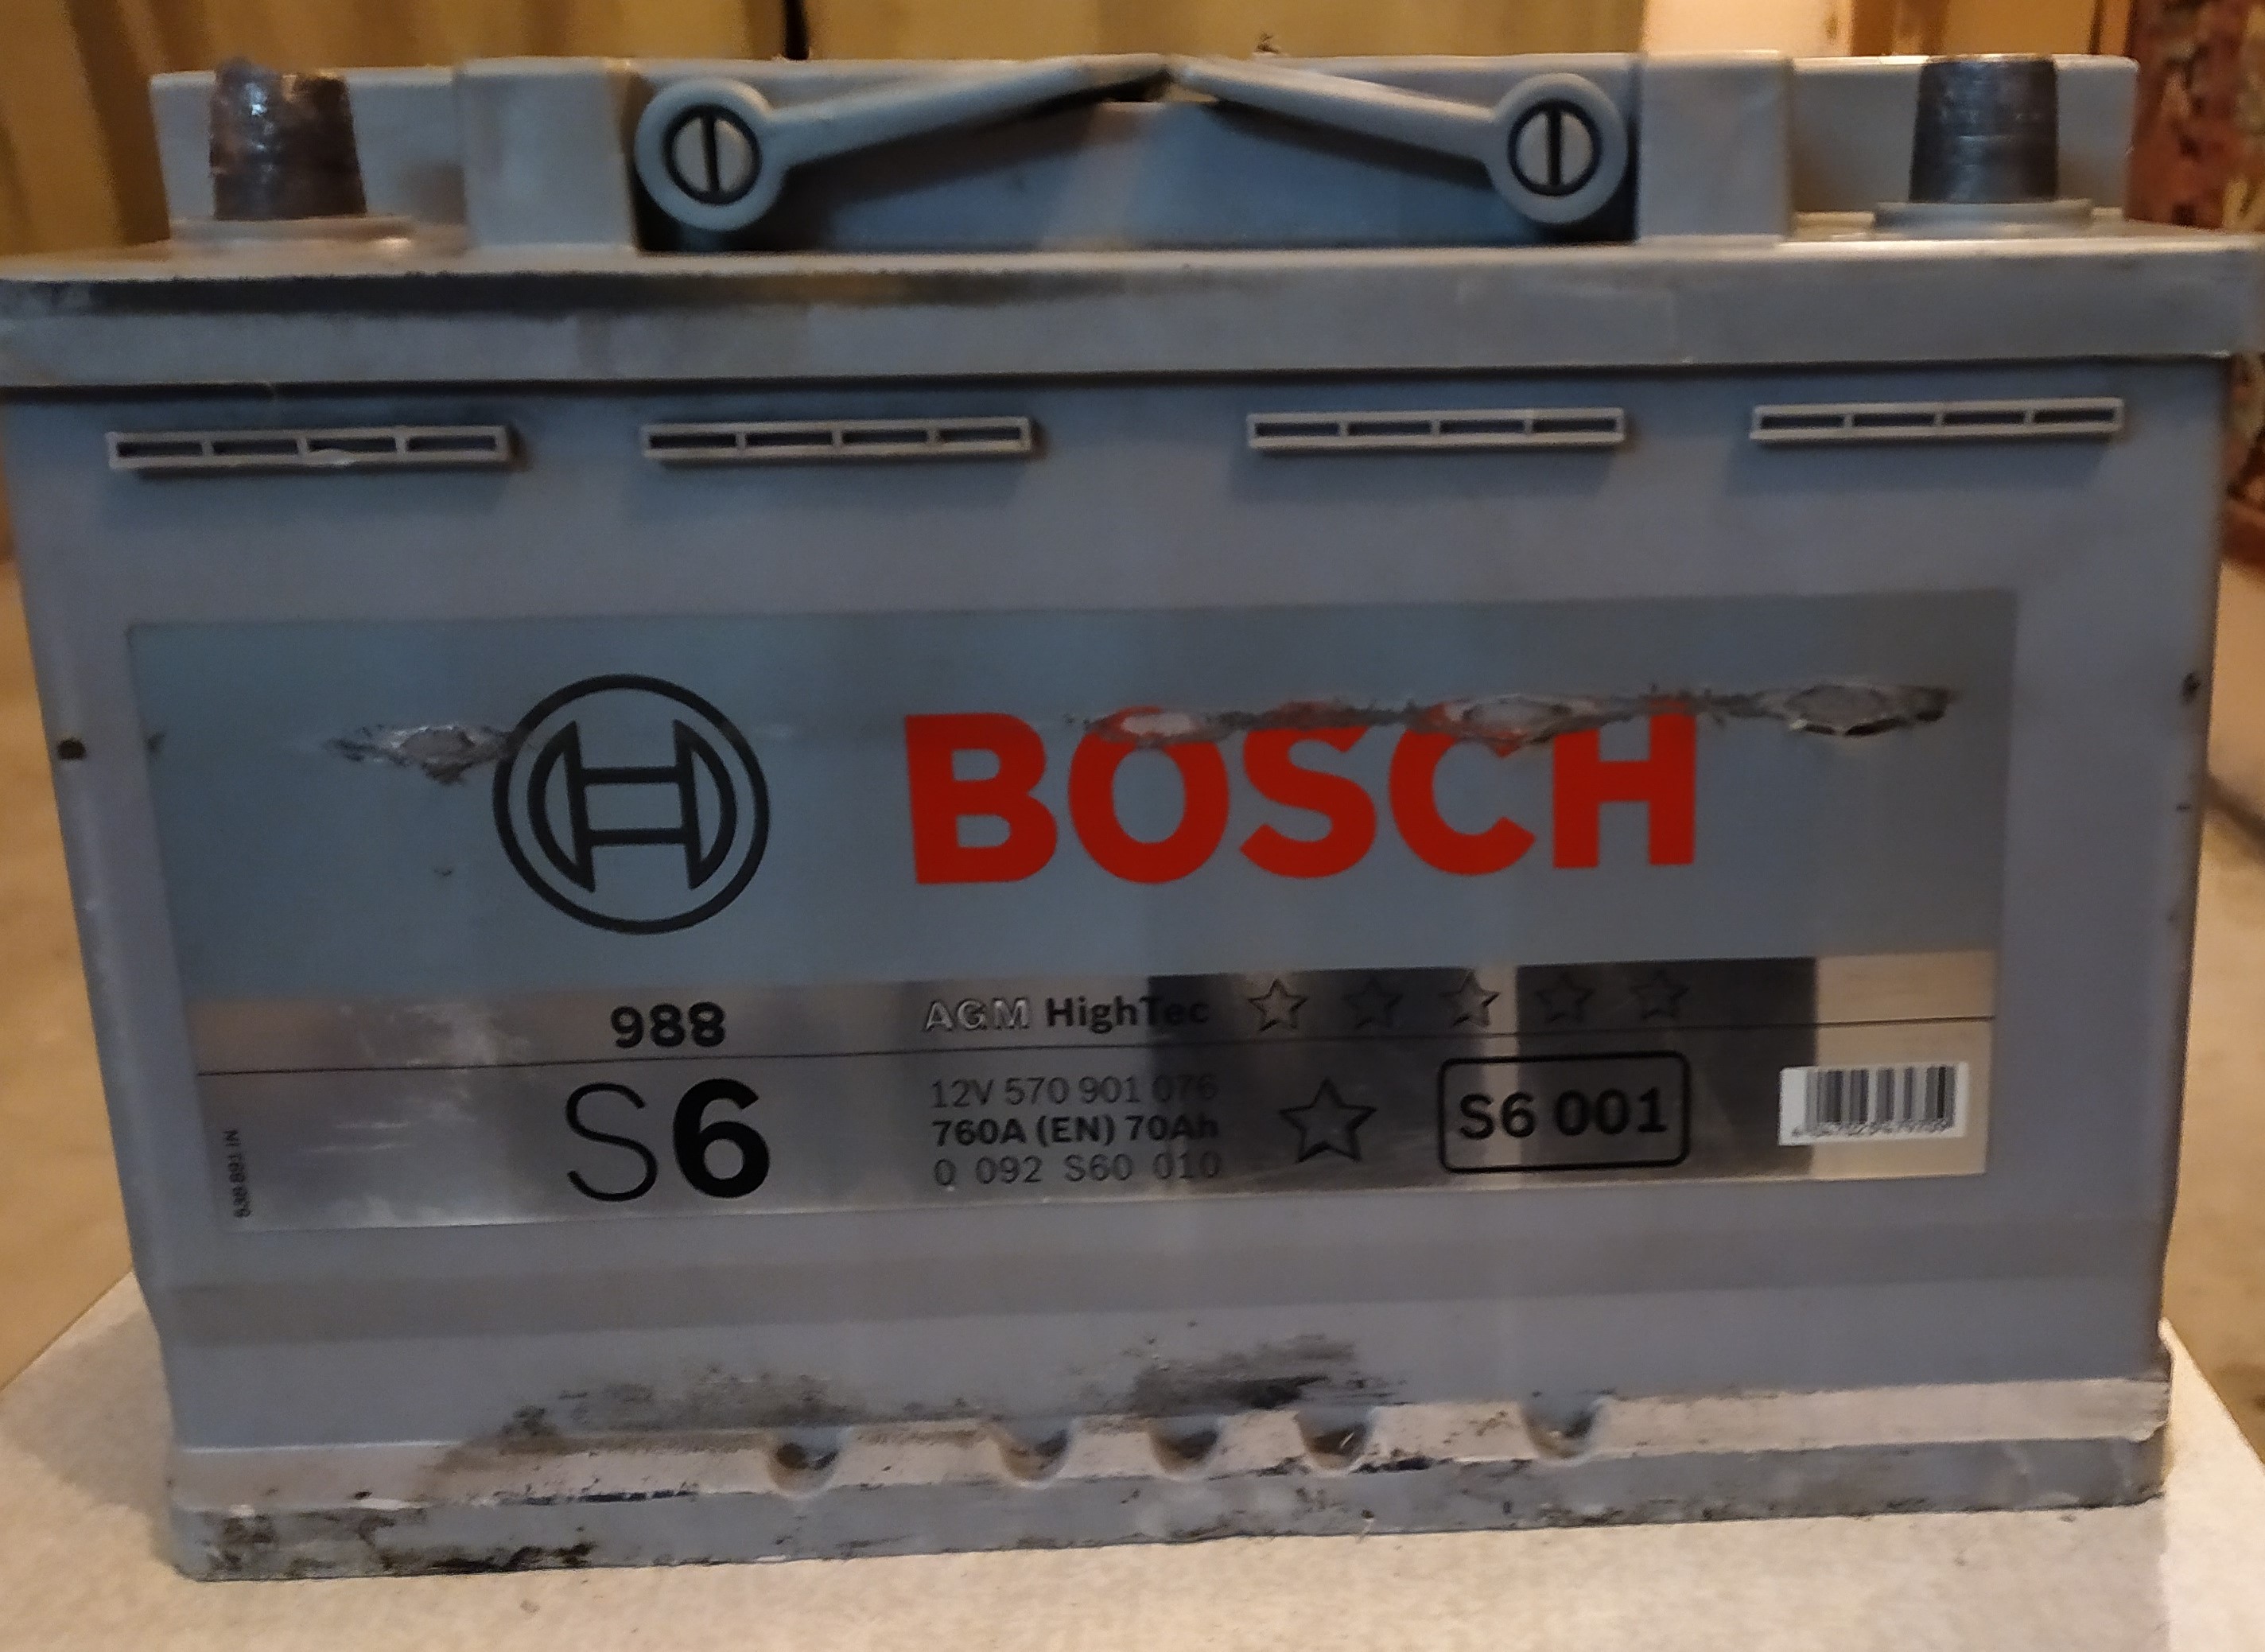 BOSCH
988
AGM HighTec
S6
12V 570 901 076
760A (EN) 70Ah
0 092 S60 010
S6 001